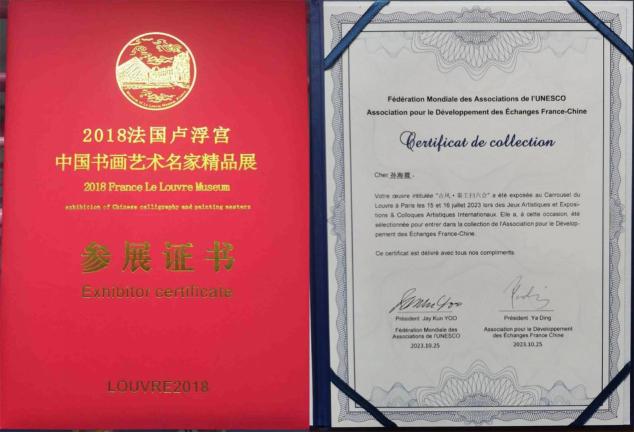 2018法国卢浮宫
中国书画艺术名家精品展
2018 France Le Louvre Museum
exhibition of Chinese calligraphy and painting masters
参展证书
Exhibitor certificate
LOUVRE2018
Fédération Mondiale des Associations de l'UNESCO
Association pour le Développement des Échanges France-Chine
Certificat de collection
Cher 孙海霞 ,
Votre œuvre intitulée "古风·秦王扫六合" a été exposée au Carrousel du
Louvre à Paris les 15 et 16 juillet 2023 lors des Jeux Artistiques et Exposi-
tions & Colloques Artistiques Internationaux. Elle a, à cette occasion, été
sélectionnée pour entrer dans la collection de l'Association pour le Dévelop-
pement des Échanges France-Chine.
Ce certificat est délivré avec tous nos compliments.
Président Jay Kun YOO
Fédération Mondiale des
Associations de l'UNESCO
2023.10.25
Président Ya Ding
Association pour le Développement
des Échanges France Chine
2023.10.25